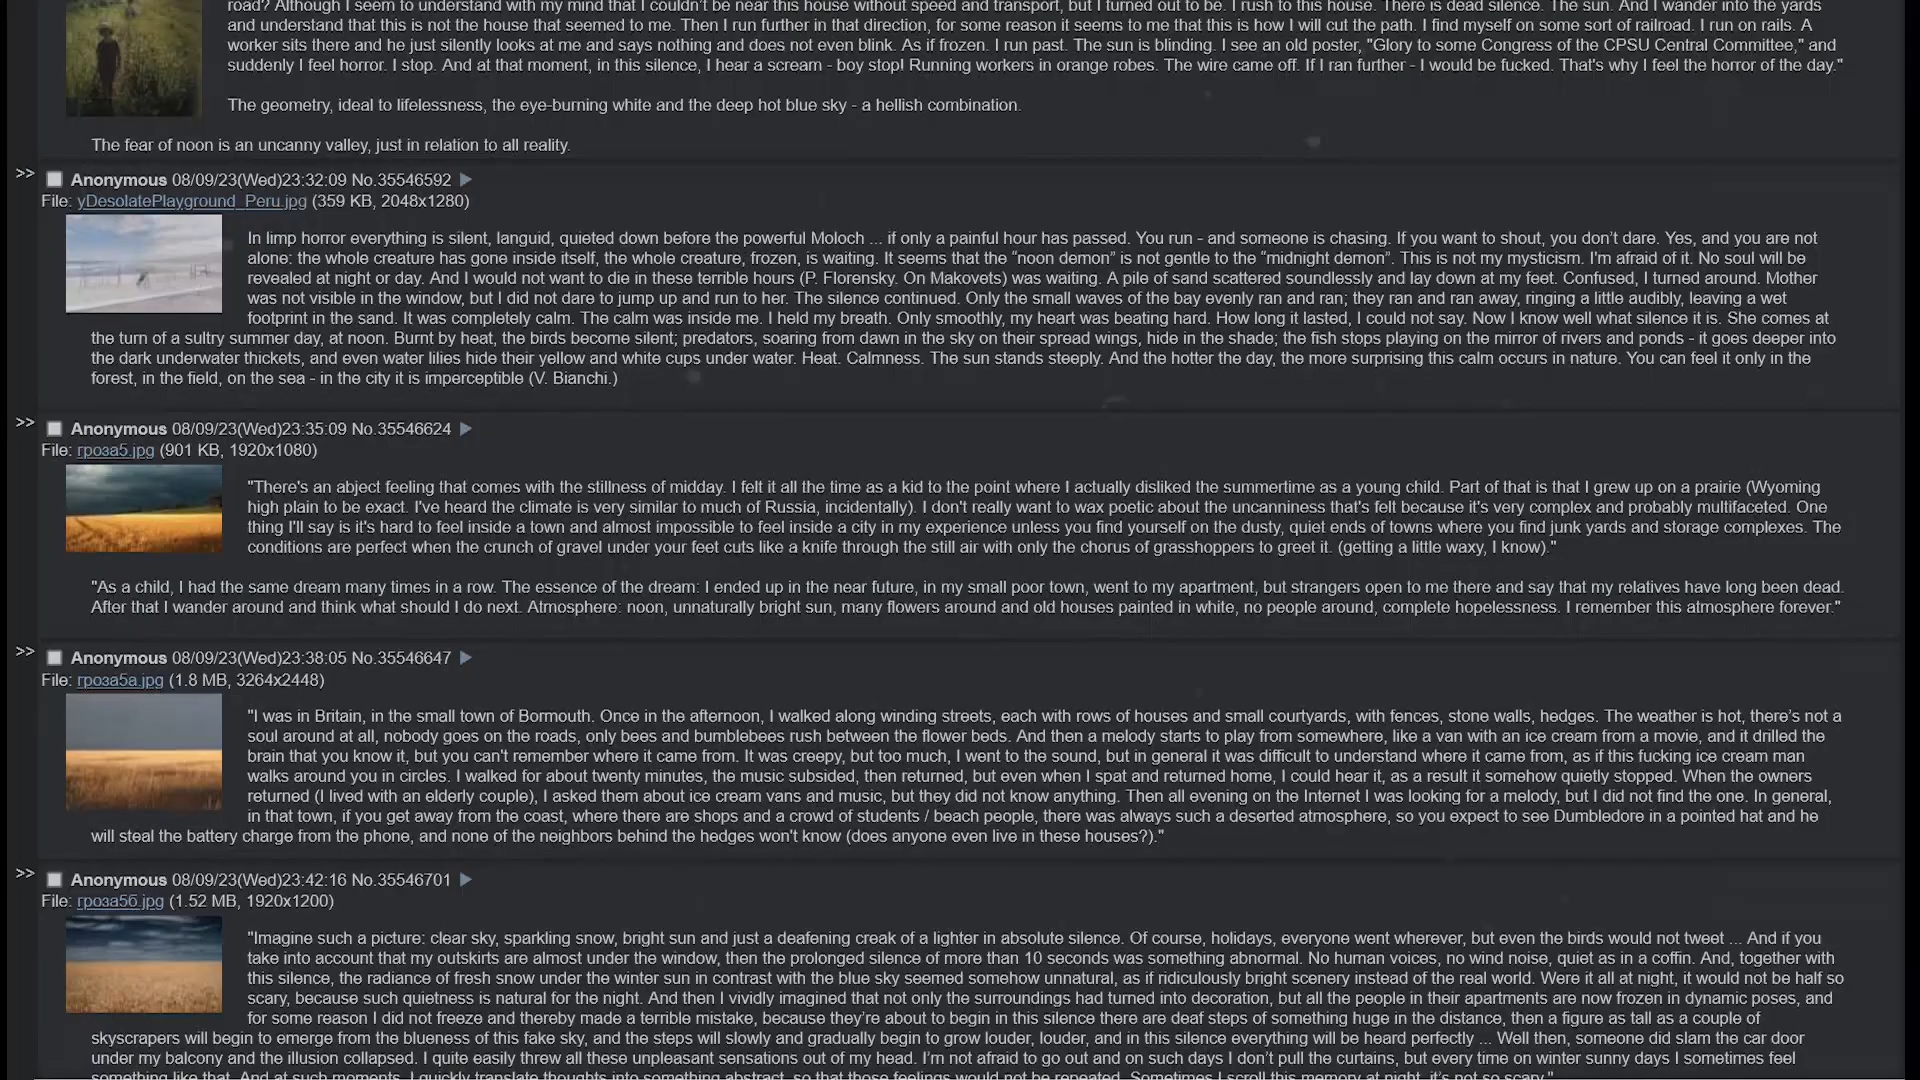 road? Although I seem to understand with my mind that I couldn't be near this house without speed and transport, but I turned out to be. I rush to this house. There is dead silence. The sun. And I wander into the yards
and understand that this is not the house that seemed to me. Then I run further in that direction, for some reason it seems to me that this is how I will cut the path. I find myself on some sort of railroad. I run on rails. A
worker sits there and he just silently looks at me and says nothing and does not even blink. As if frozen. I run past. The sun is blinding. I see an old poster, "Glory to some Congress of the CPSU Central Committee," and
suddenly I feel horror. I stop. And at that moment, in this silence, I hear a scream - boy stop! Running workers in orange robes. The wire came off. If I ran further - I would be fucked. That's why I feel the horror of the day."
The geometry, ideal to lifelessness, the eye-burning white and the deep hot blue sky - a hellish combination.
The fear of noon is an uncanny valley, just in relation to all reality.
>> Anonymous 08/09/23(Wed)23:32:09 No.35546592
File: yDesolatePlayground_Peru.jpg (359 KB, 2048x1280)
In limp horror everything is silent, languid, quieted down before the powerful Moloch ... if only a painful hour has passed. You run - and someone is chasing. If you want to shout, you don't dare. Yes, and you are not
alone: the whole creature has gone inside itself, the whole creature, frozen, is waiting. It seems that the “noon demon” is not gentle to the “midnight demon”. This is not my mysticism. I'm afraid of it. No soul will be
revealed at night or day. And I would not want to die in these terrible hours (P. Florensky. On Makovets) was waiting. A pile of sand scattered soundlessly and lay down at my feet. Confused, I turned around. Mother
was not visible in the window, but I did not dare to jump up and run to her. The silence continued. Only the small waves of the bay evenly ran and ran; they ran and ran away, ringing a little audibly, leaving a wet
footprint in the sand. It was completely calm. The calm was inside me. I held my breath. Only smoothly, my heart was beating hard. How long it lasted, I could not say. Now I know well what silence it is. She comes at
the turn of a sultry summer day, at noon. Burnt by heat, the birds become silent; predators, soaring from dawn in the sky on their spread wings, hide in the shade; the fish stops playing on the mirror of rivers and ponds - it goes deeper into
the dark underwater thickets, and even water lilies hide their yellow and white cups under water. Heat. Calmness. The sun stands steeply. And the hotter the day, the more surprising this calm occurs in nature. You can feel it only in the
forest, in the field, on the sea - in the city it is imperceptible (V. Bianchi.)
>> Anonymous 08/09/23(Wed)23:35:09 No.35546624
File: гроза5.jpg (901 KB, 1920x1080)
"There's an abject feeling that comes with the stillness of midday. I felt it all the time as a kid to the point where I actually disliked the summertime as a young child. Part of that is that I grew up on a prairie (Wyoming
high plain to be exact. I've heard the climate is very similar to much of Russia, incidentally). I don't really want to wax poetic about the uncanniness that's felt because it's very complex and probably multifaceted. One
thing I'll say is it's hard to feel inside a town and almost impossible to feel inside a city in my experience unless you find yourself on the dusty, quiet ends of towns where you find junk yards and storage complexes. The
conditions are perfect when the crunch of gravel under your feet cuts like a knife through the still air with only the chorus of grasshoppers to greet it. (getting a little waxy, I know)."
"As a child, I had the same dream many times in a row. The essence of the dream: I ended up in the near future, in my small poor town, went to my apartment, but strangers open to me there and say that my relatives have long been dead.
After that I wander around and think what should I do next. Atmosphere: noon, unnaturally bright sun, many flowers around and old houses painted in white, no people around, complete hopelessness. I remember this atmosphere forever."
>> Anonymous 08/09/23(Wed)23:38:05 No.35546647
File: гроза5a.jpg (1.8 MB, 3264x2448)
"I was in Britain, in the small town of Bormouth. Once in the afternoon, I walked along winding streets, each with rows of houses and small courtyards, with fences, stone walls, hedges. The weather is hot, there’s not a
soul around at all, nobody goes on the roads, only bees and bumblebees rush between the flower beds. And then a melody starts to play from somewhere, like a van with an ice cream from a movie, and it drilled the
brain that you know it, but you can't remember where it came from. It was creepy, but too much, I went to the sound, but in general it was difficult to understand where it came from, as if this fucking ice cream man
walks around you in circles. I walked for about twenty minutes, the music subsided, then returned, but even when I spat and returned home, I could hear it, as a result it somehow quietly stopped. When the owners
returned (I lived with an elderly couple), I asked them about ice cream vans and music, but they did not know anything. Then all evening on the Internet I was looking for a melody, but I did not find the one. In general,
in that town, if you get away from the coast, where there are shops and a crowd of students / beach people, there was always such a deserted atmosphere, so you expect to see Dumbledore in a pointed hat and he
will steal the battery charge from the phone, and none of the neighbors behind the hedges won't know (does anyone even live in these houses?)."
>> Anonymous 08/09/23(Wed)23:42:16 No.35546701
File: гроза5б.jpg (1.52 MB, 1920x1200)
"Imagine such a picture: clear sky, sparkling snow, bright sun and just a deafening creak of a lighter in absolute silence. Of course, holidays, everyone went wherever, but even the birds would not tweet ... And if you
take into account that my outskirts are almost under the window, then the prolonged silence of more than 10 seconds was something abnormal. No human voices, no wind noise, quiet as in a coffin. And, together with
this silence, the radiance of fresh snow under the winter sun in contrast with the blue sky seemed somehow unnatural, as if ridiculously bright scenery instead of the real world. Were it all at night, it would not be half so
scary, because such quietness is natural for the night. And then I vividly imagined that not only the surroundings had turned into decoration, but all the people in their apartments are now frozen in dynamic poses, and
for some reason I did not freeze and thereby made a terrible mistake, because they’re about to begin in this silence there are deaf steps of something huge in the distance, then a figure as tall as a couple of
skyscrapers will begin to emerge from the blueness of this fake sky, and the steps will slowly and gradually begin to grow louder, louder, and in this silence everything will be heard perfectly ... Well then, someone did slam the car door
under my balcony and the illusion collapsed. I quite easily threw all these unpleasant sensations out of my head. I’m not afraid to go out and on such days I don’t pull the curtains, but every time on winter sunny days I sometimes feel
something like that. And at such moments, I quickly translate thoughts into something abstract, so that those feelings would not be repeated. Sometimes I scroll this memory at night, it’s not so scary."